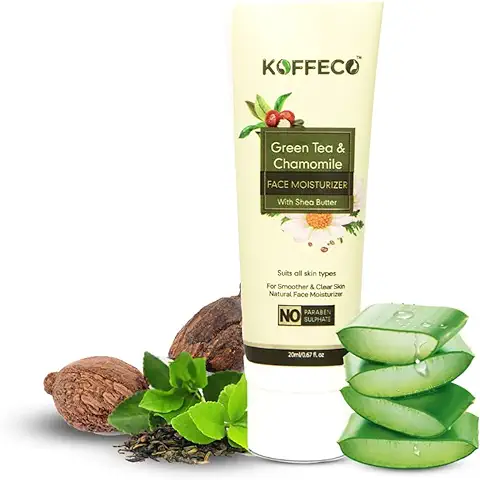 KOFFECO™
Green Tea &
Chamomile
FACE MOISTURIZER
With Shea Butter
Suits all skin types
For Smoother & Clear Skin
Natural Face Moisturizer
NO PARABEN
SULPHATE
20ml/0.67 fl. oz